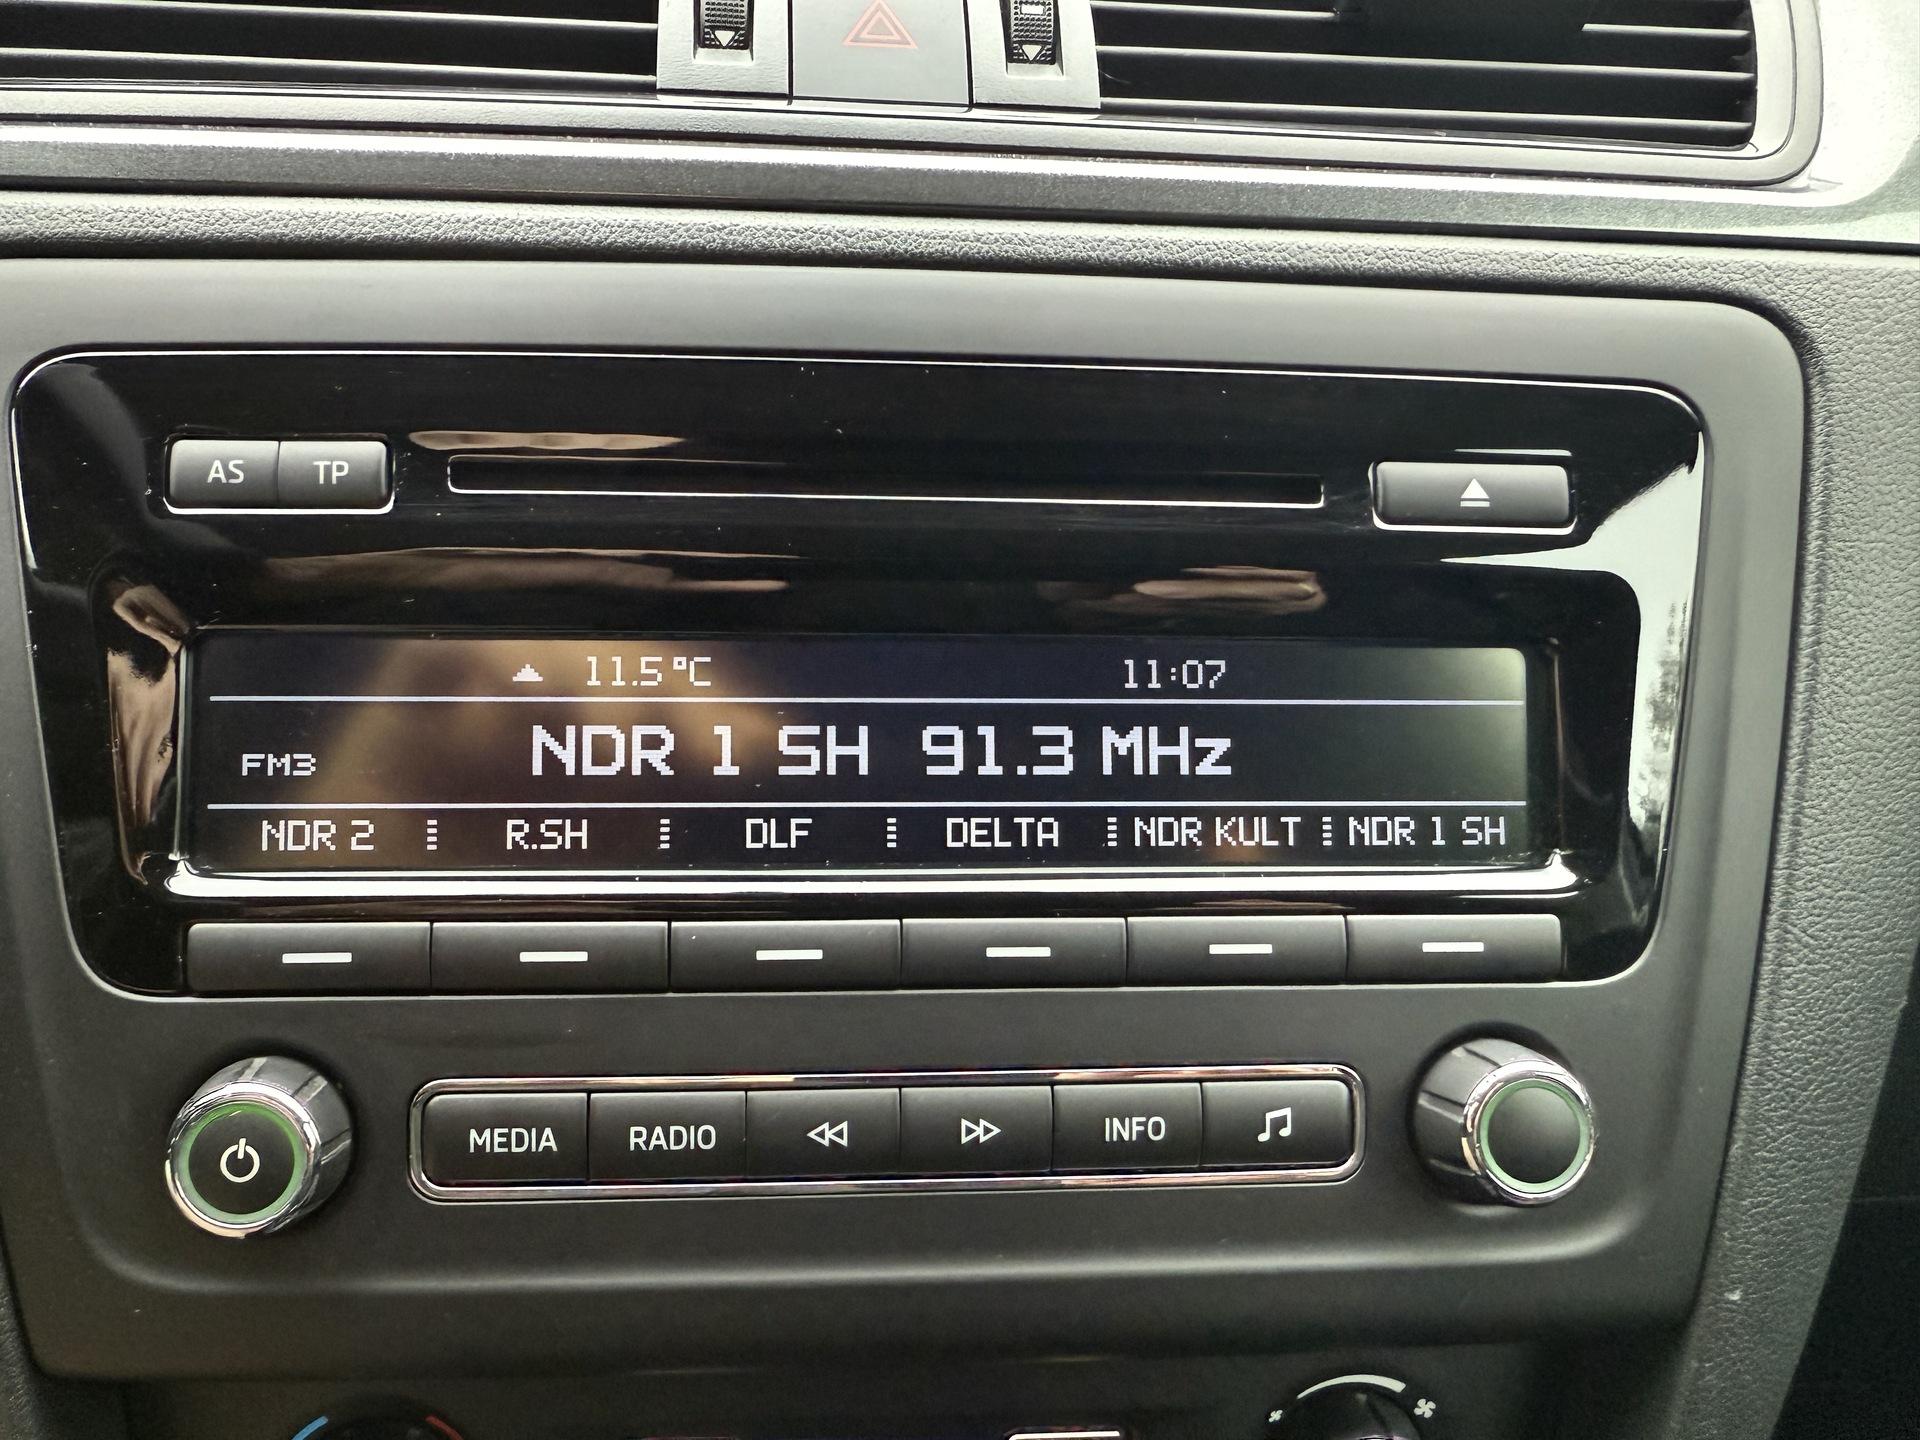 AS TP
11.5°C 11:07
FM3 NDR 1 SH 91.3 MHz
NDR 2 R.SH DLF DELTA NDR KULT NDR 1 SH
MEDIA RADIO INFO